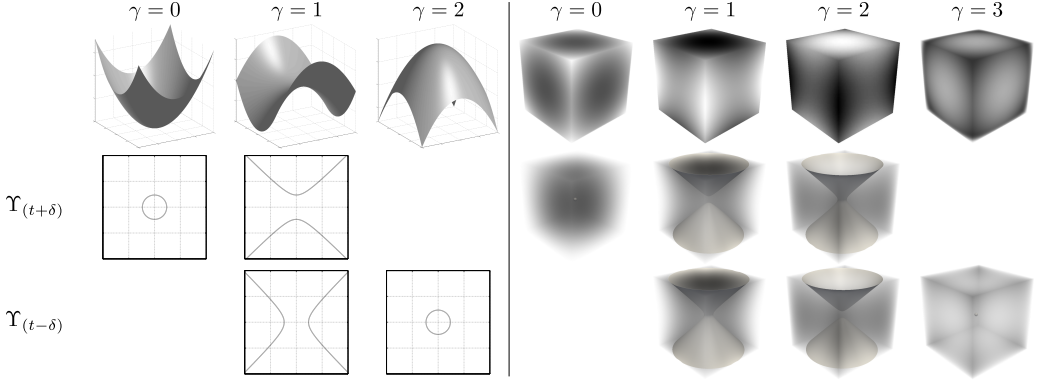 γ = 0 γ = 1 γ = 2 γ = 0 γ = 1 γ = 2 γ = 3
Υ(t+δ)
Υ(t−δ)